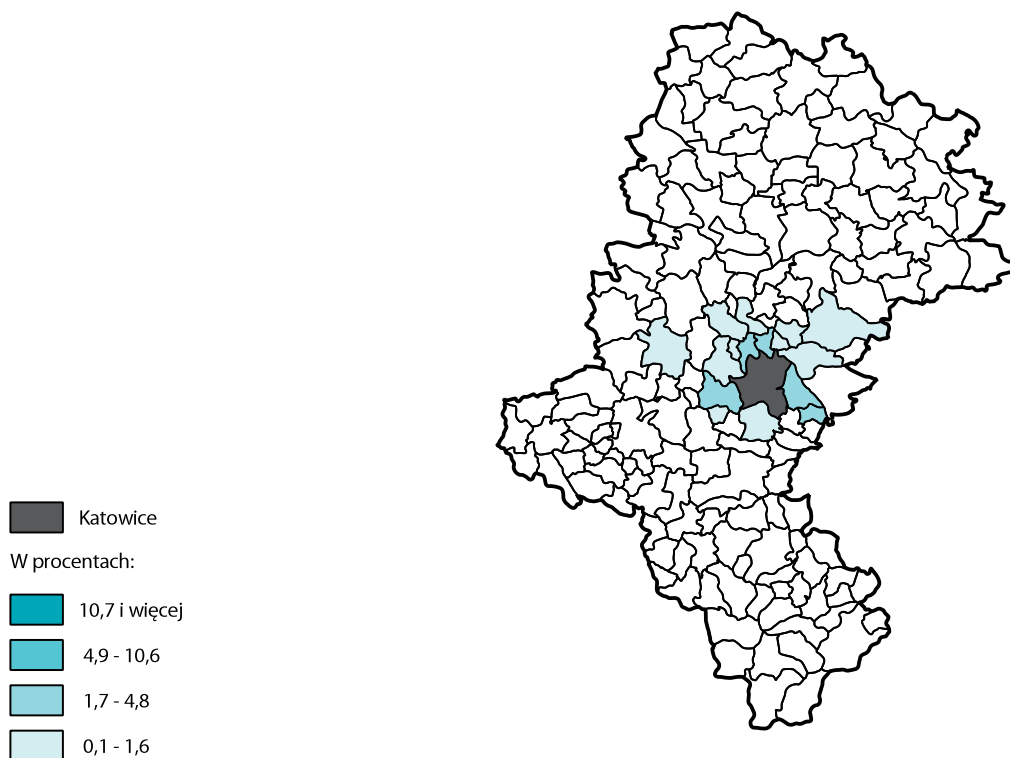 Katowice
W procentach:
10,7 i więcej
4,9 - 10,6
1,7 - 4,8
0,1 - 1,6